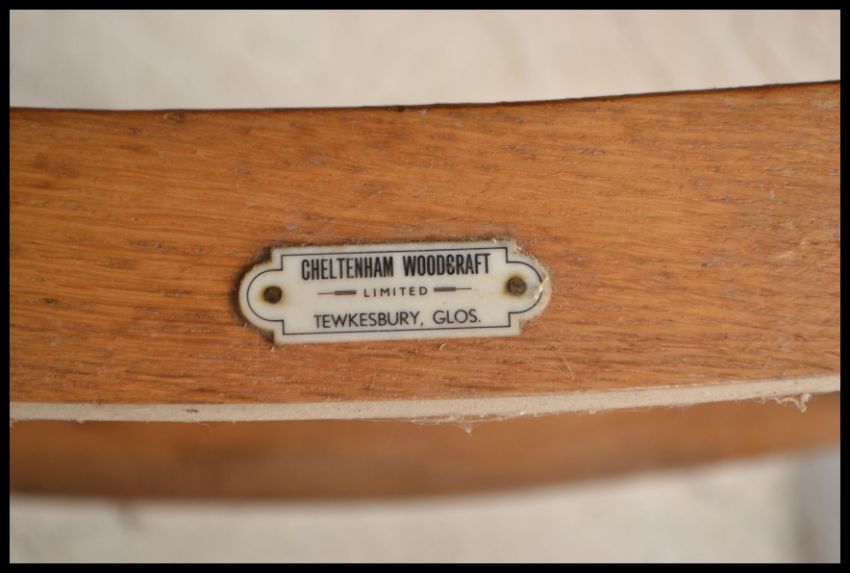 CHELTENHAM WOODCRAFT
LIMITED
TEWKESBURY, GLOS.